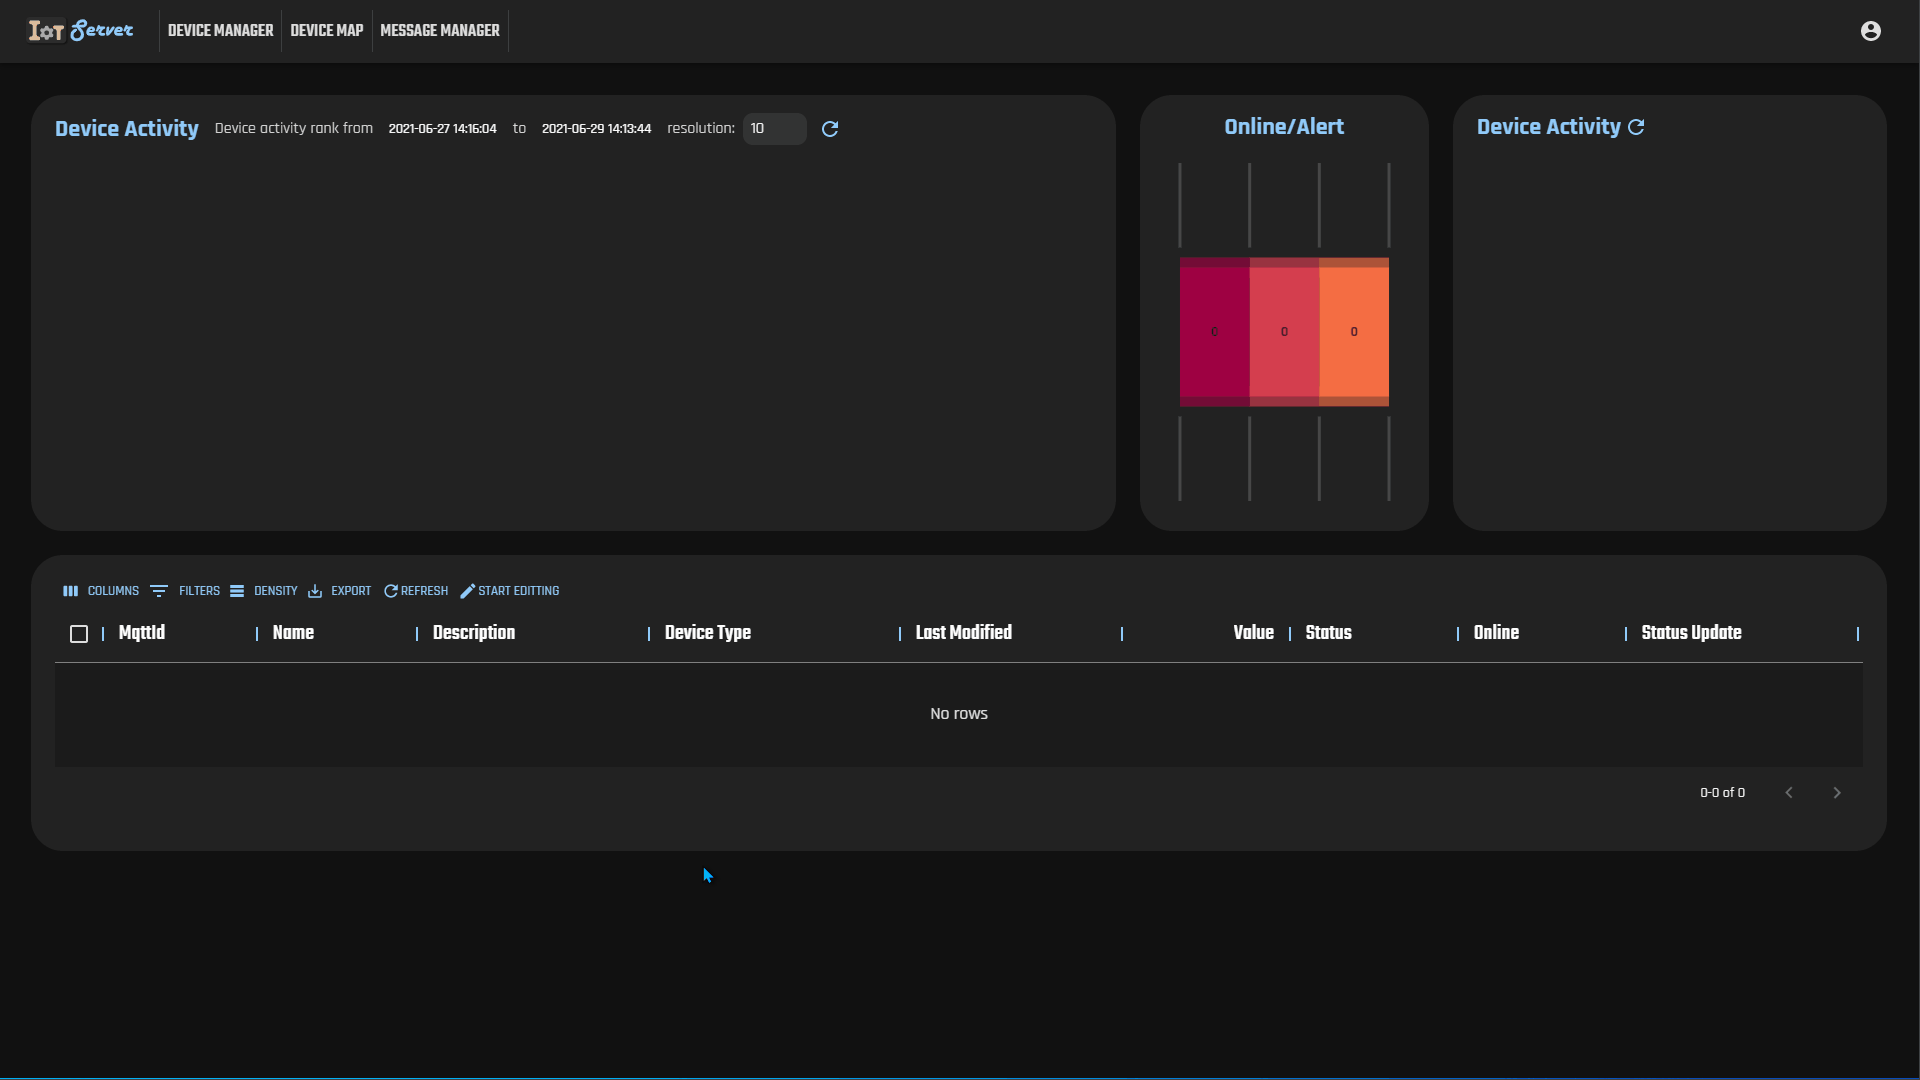 IoT Server DEVICE MANAGER DEVICE MAP MESSAGE MANAGER
Device Activity Device activity rank from 2021-06-27 14:16:04 to 2021-06-29 14:13:44 resolution: 10
Online/Alert
Device Activity
0 0 0
COLUMNS FILTERS DENSITY EXPORT REFRESH START EDITTING
MqttId Name Description Device Type Last Modified Value Status Online Status Update
No rows
0-0 of 0